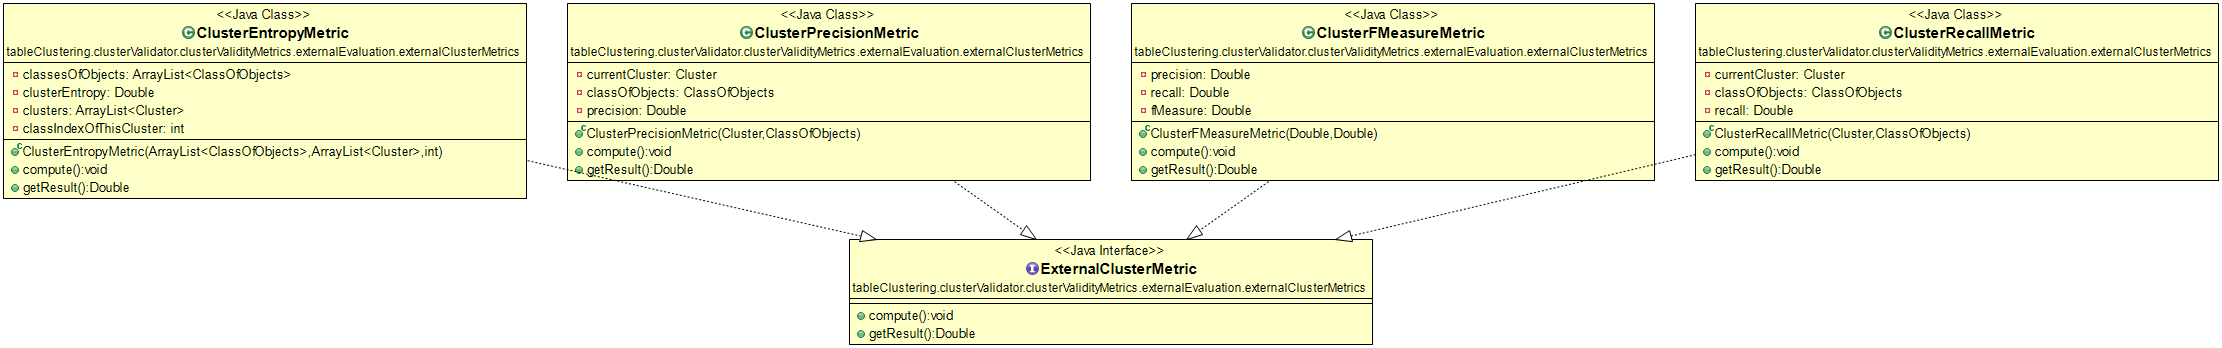 <<Java Class>>
ClusterEntropyMetric
tableClustering.clusterValidator.clusterValidityMetrics.externalEvaluation.externalClusterMetrics
classesOfObjects: ArrayList<ClassOfObjects>
clusterEntropy: Double
clusters: ArrayList<Cluster>
classIndexOfThisCluster: int
ClusterEntropyMetric(ArrayList<ClassOfObjects>,ArrayList<Cluster>,int)
compute():void
getResult():Double
<<Java Class>>
ClusterPrecisionMetric
tableClustering.clusterValidator.clusterValidityMetrics.externalEvaluation.externalClusterMetrics
currentCluster: Cluster
classOfObjects: ClassOfObjects
precision: Double
ClusterPrecisionMetric(Cluster,ClassOfObjects)
compute():void
getResult():Double
<<Java Class>>
ClusterFMeasureMetric
tableClustering.clusterValidator.clusterValidityMetrics.externalEvaluation.externalClusterMetrics
precision: Double
recall: Double
fMeasure: Double
ClusterFMeasureMetric(Double,Double)
compute():void
getResult():Double
<<Java Class>>
ClusterRecallMetric
tableClustering.clusterValidator.clusterValidityMetrics.externalEvaluation.externalClusterMetrics
currentCluster: Cluster
classOfObjects: ClassOfObjects
recall: Double
ClusterRecallMetric(Cluster,ClassOfObjects)
compute():void
getResult():Double
<<Java Interface>>
ExternalClusterMetric
tableClustering.clusterValidator.clusterValidityMetrics.externalEvaluation.externalClusterMetrics
compute():void
getResult():Double